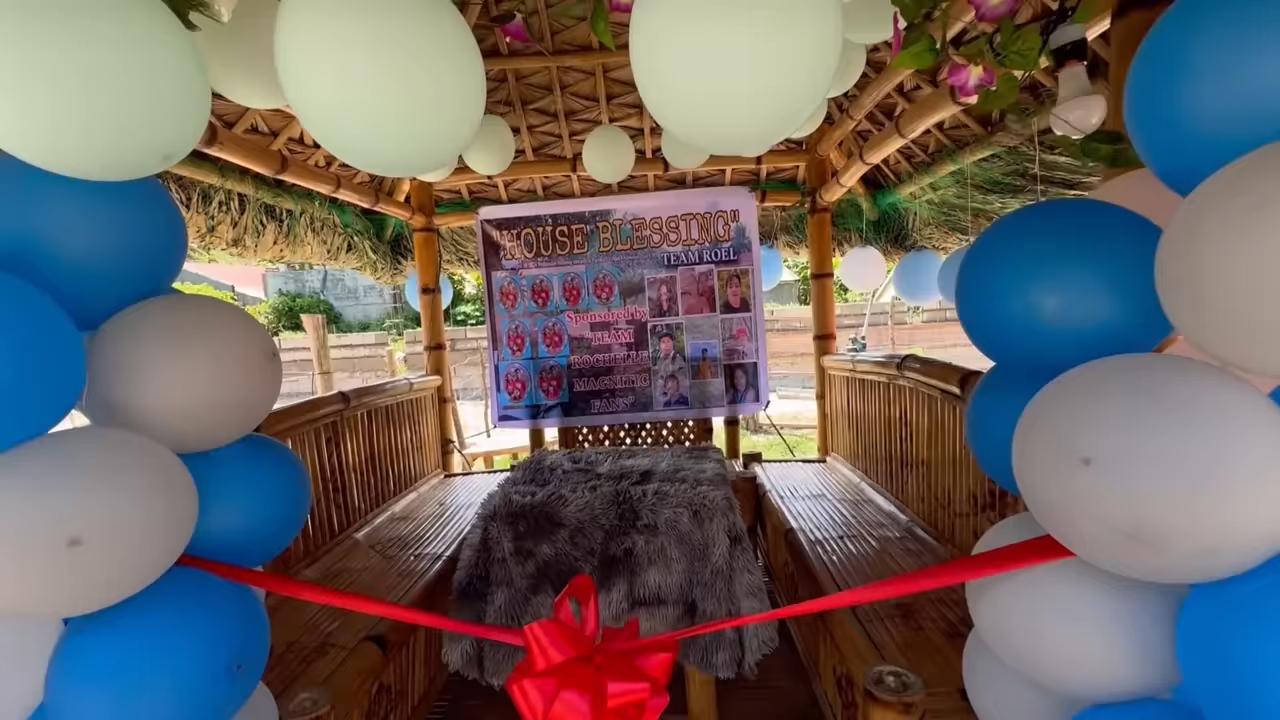 "HOUSE BLESSING"
TEAM ROEL
Sponsored by
"TEAM
ROCHELLE
MAGNITIC
FANS"